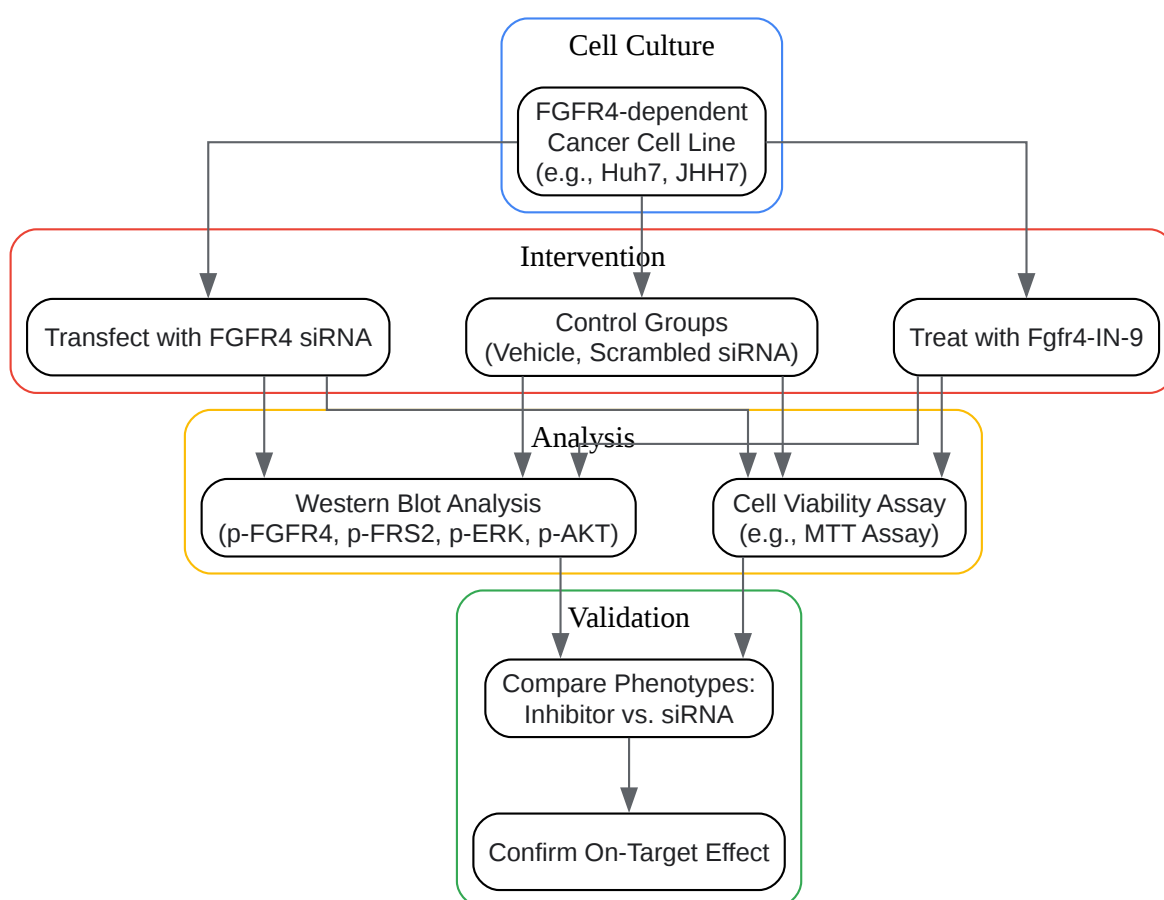 Cell Culture
FGFR4-dependent
Cancer Cell Line
(e.g., Huh7, JHH7)
Intervention
Transfect with FGFR4 siRNA
Control Groups
(Vehicle, Scrambled siRNA)
Treat with Fgfr4-IN-9
Analysis
Western Blot Analysis
(p-FGFR4, p-FRS2, p-ERK, p-AKT)
Cell Viability Assay
(e.g., MTT Assay)
Validation
Compare Phenotypes:
Inhibitor vs. siRNA
Confirm On-Target Effect